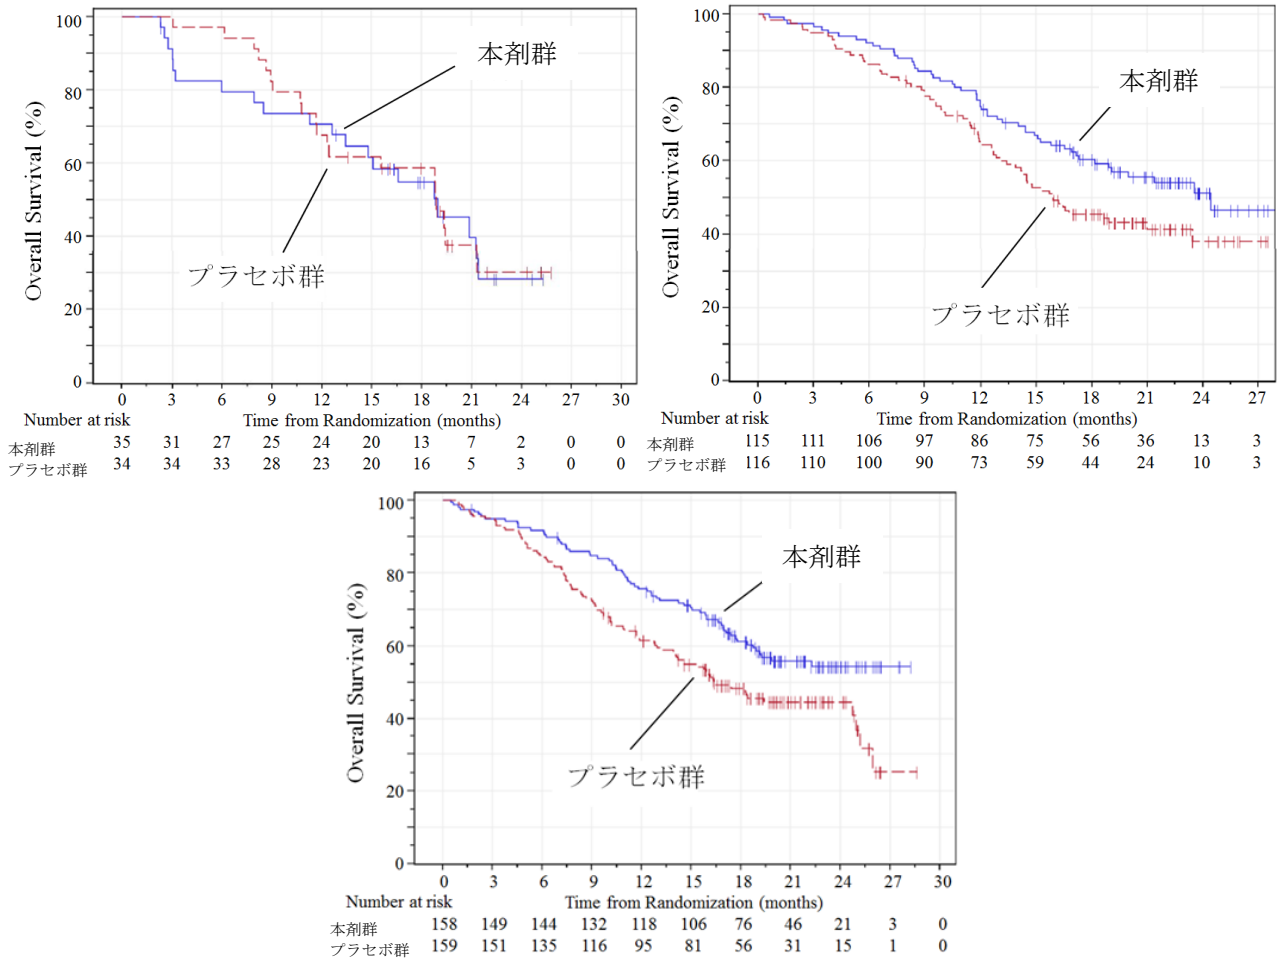 Overall Survival (%)
100
80
60
40
20
0
本剤群
プラセボ群
0 3 6 9 12 15 18 21 24 27 30
Number at risk
Time from Randomization (months)
本剤群 35 31 27 25 24 20 13 7 2 0 0
プラセボ群 34 34 33 28 23 20 16 5 3 0 0
Overall Survival (%)
100
80
60
40
20
0
本剤群
プラセボ群
0 3 6 9 12 15 18 21 24 27
Number at risk
Time from Randomization (months)
本剤群 115 111 106 97 86 75 56 36 13 3
プラセボ群 116 110 100 90 73 59 44 24 10 3
Overall Survival (%)
100
80
60
40
20
0
本剤群
プラセボ群
0 3 6 9 12 15 18 21 24 27 30
Number at risk
Time from Randomization (months)
本剤群 158 149 144 132 118 106 76 46 21 3 0
プラセボ群 159 151 135 116 95 81 56 31 15 1 0